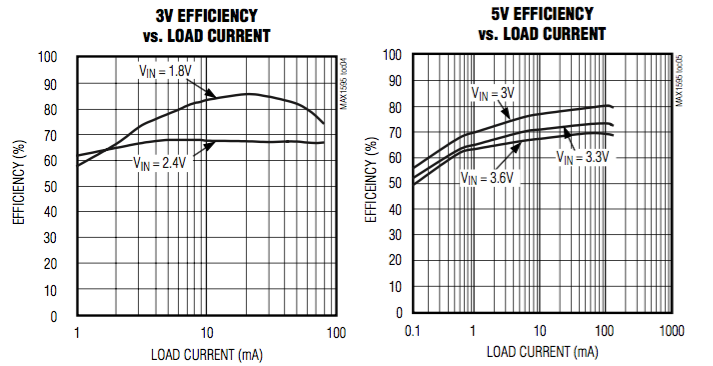 3V EFFICIENCY
vs. LOAD CURRENT
100
90
80
70
60
50
40
30
20
10
0
EFFICIENCY (%)
VIN = 1.8V
VIN = 2.4V
MAX1595 toc04
1
10
100
LOAD CURRENT (mA)
5V EFFICIENCY
vs. LOAD CURRENT
100
90
80
70
60
50
40
30
20
10
0
EFFICEINCY (%)
VIN = 3V
VIN = 3.3V
VIN = 3.6V
MAX1595 toc05
0.1
1
10
100
1000
LOAD CURRENT (mA)